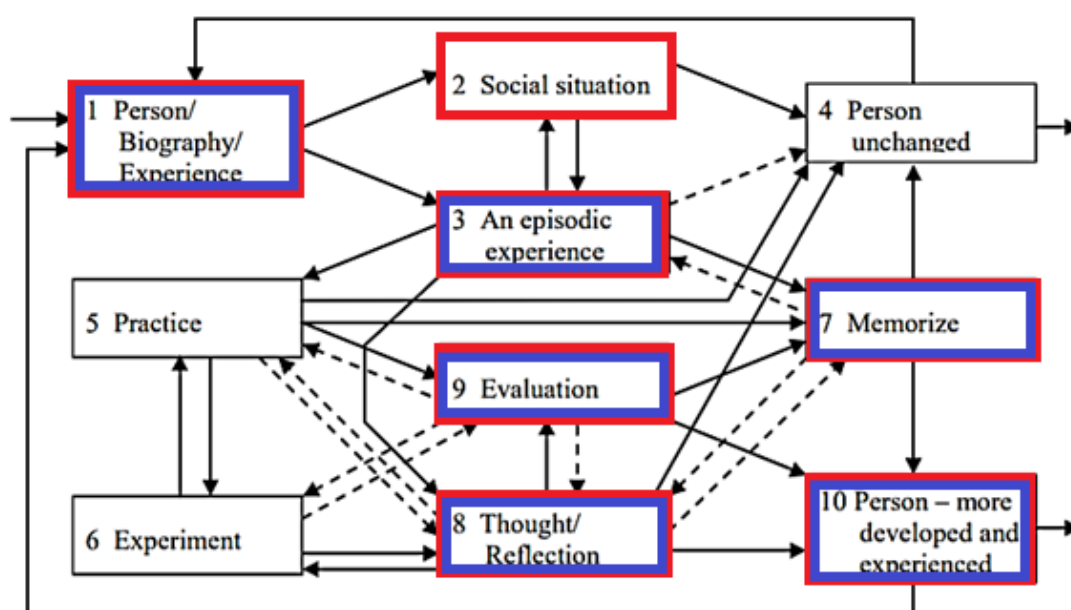 1 Person/
Biography/
Experience
2 Social situation
3 An episodic
experience
4 Person
unchanged
5 Practice
6 Experiment
7 Memorize
8 Thought/
Reflection
9 Evaluation
10 Person – more
developed and
experienced